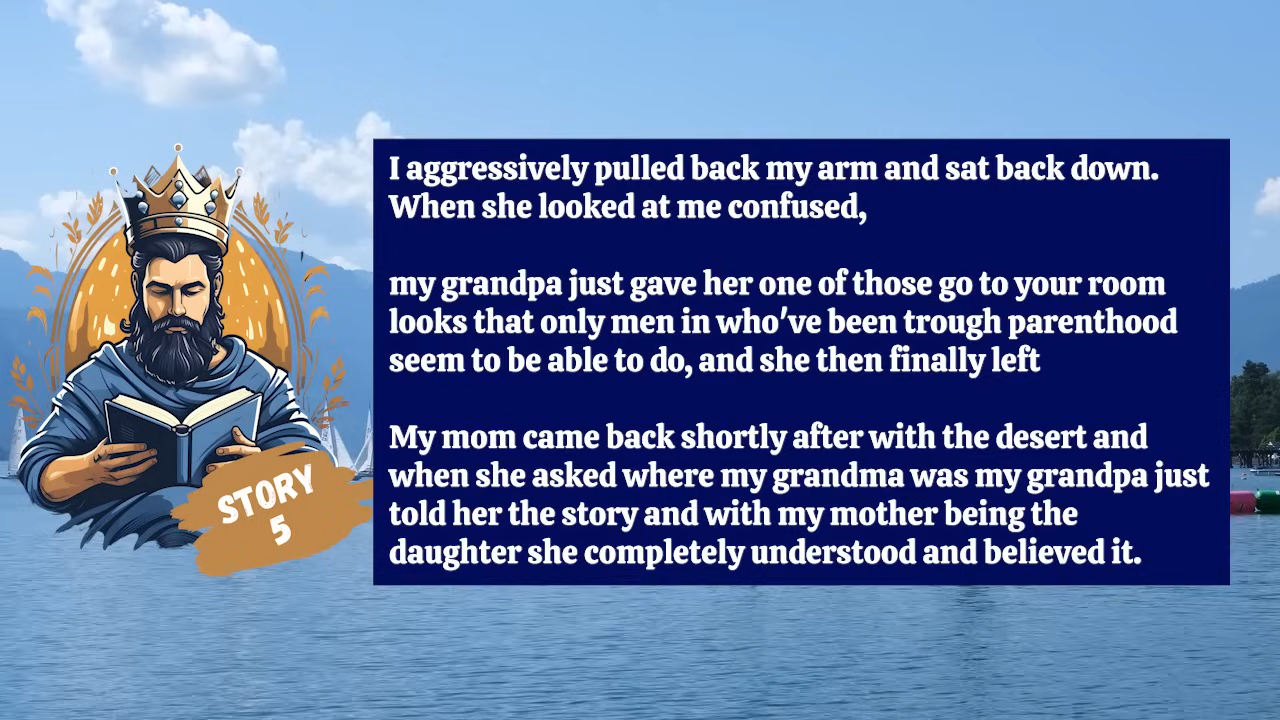 I aggressively pulled back my arm and sat back down.
When she looked at me confused,
my grandpa just gave her one of those go to your room
looks that only men in who've been trough parenthood
seem to be able to do, and she then finally left
My mom came back shortly after with the desert and
when she asked where my grandma was my grandpa just
told her the story and with my mother being the
daughter she completely understood and believed it.
STORY
5